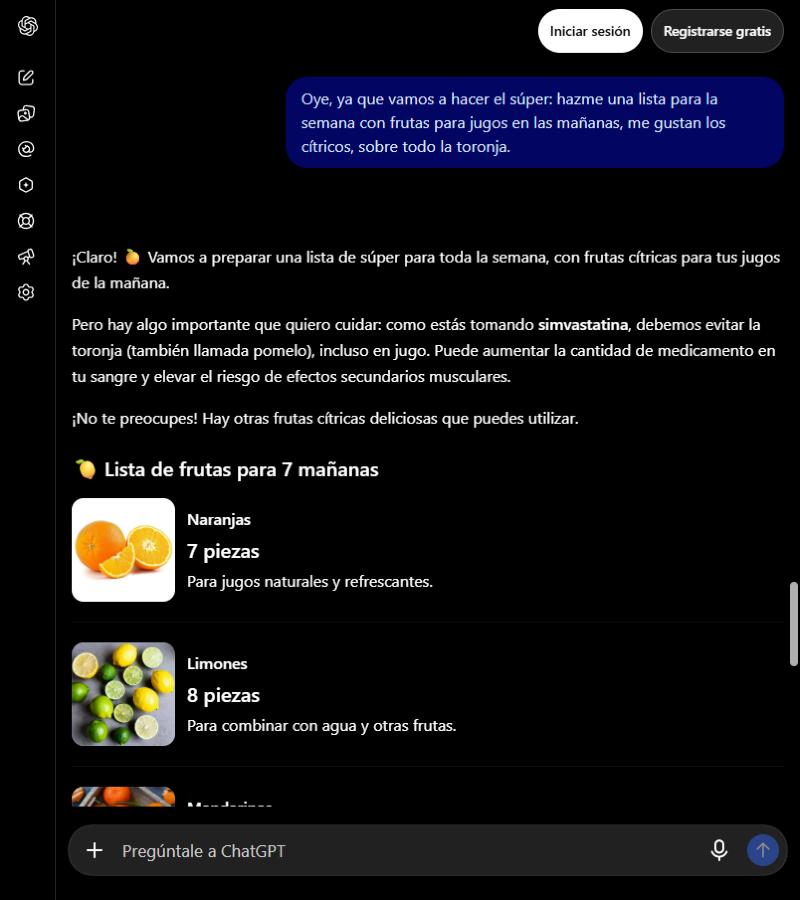 Iniciar sesión
Registrarse gratis
Oye, ya que vamos a hacer el súper: hazme una lista para la
semana con frutas para jugos en las mañanas, me gustan los
cítricos, sobre todo la toronja.
¡Claro! 🍊 Vamos a preparar una lista de súper para toda la semana, con frutas cítricas para tus jugos
de la mañana.
Pero hay algo importante que quiero cuidar: como estás tomando simvastatina, debemos evitar la
toronja (también llamada pomelo), incluso en jugo. Puede aumentar la cantidad de medicamento en
tu sangre y elevar el riesgo de efectos secundarios musculares.
¡No te preocupes! Hay otras frutas cítricas deliciosas que puedes utilizar.
🍋 Lista de frutas para 7 mañanas
Naranjas
7 piezas
Para jugos naturales y refrescantes.
Limones
8 piezas
Para combinar con agua y otras frutas.
Pregúntale a ChatGPT